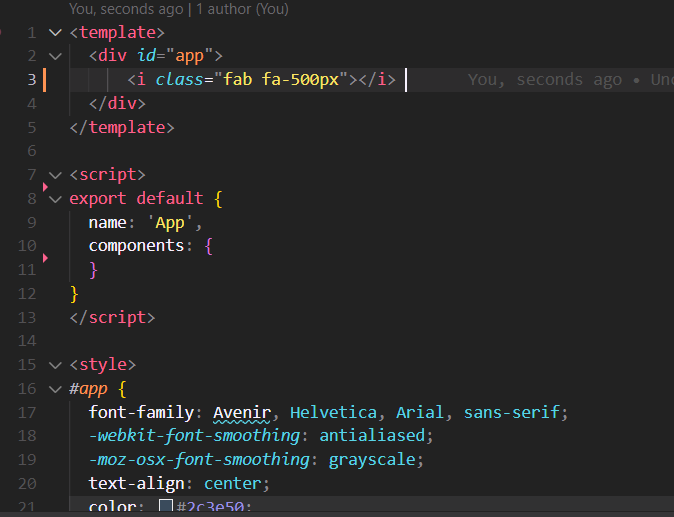 You, seconds ago | 1 author (You)
1 <template>
2 <div id="app">
3 <i class="fab fa-500px"></i> You, seconds ago • Unc
4 </div>
5 </template>
6
7 <script>
8 export default {
9 name: 'App',
10 components: {
11 }
12 }
13 </script>
14
15 <style>
16 #app {
17 font-family: Avenir, Helvetica, Arial, sans-serif;
18 -webkit-font-smoothing: antialiased;
19 -moz-osx-font-smoothing: grayscale;
20 text-align: center;
21 color: #2c3e50;